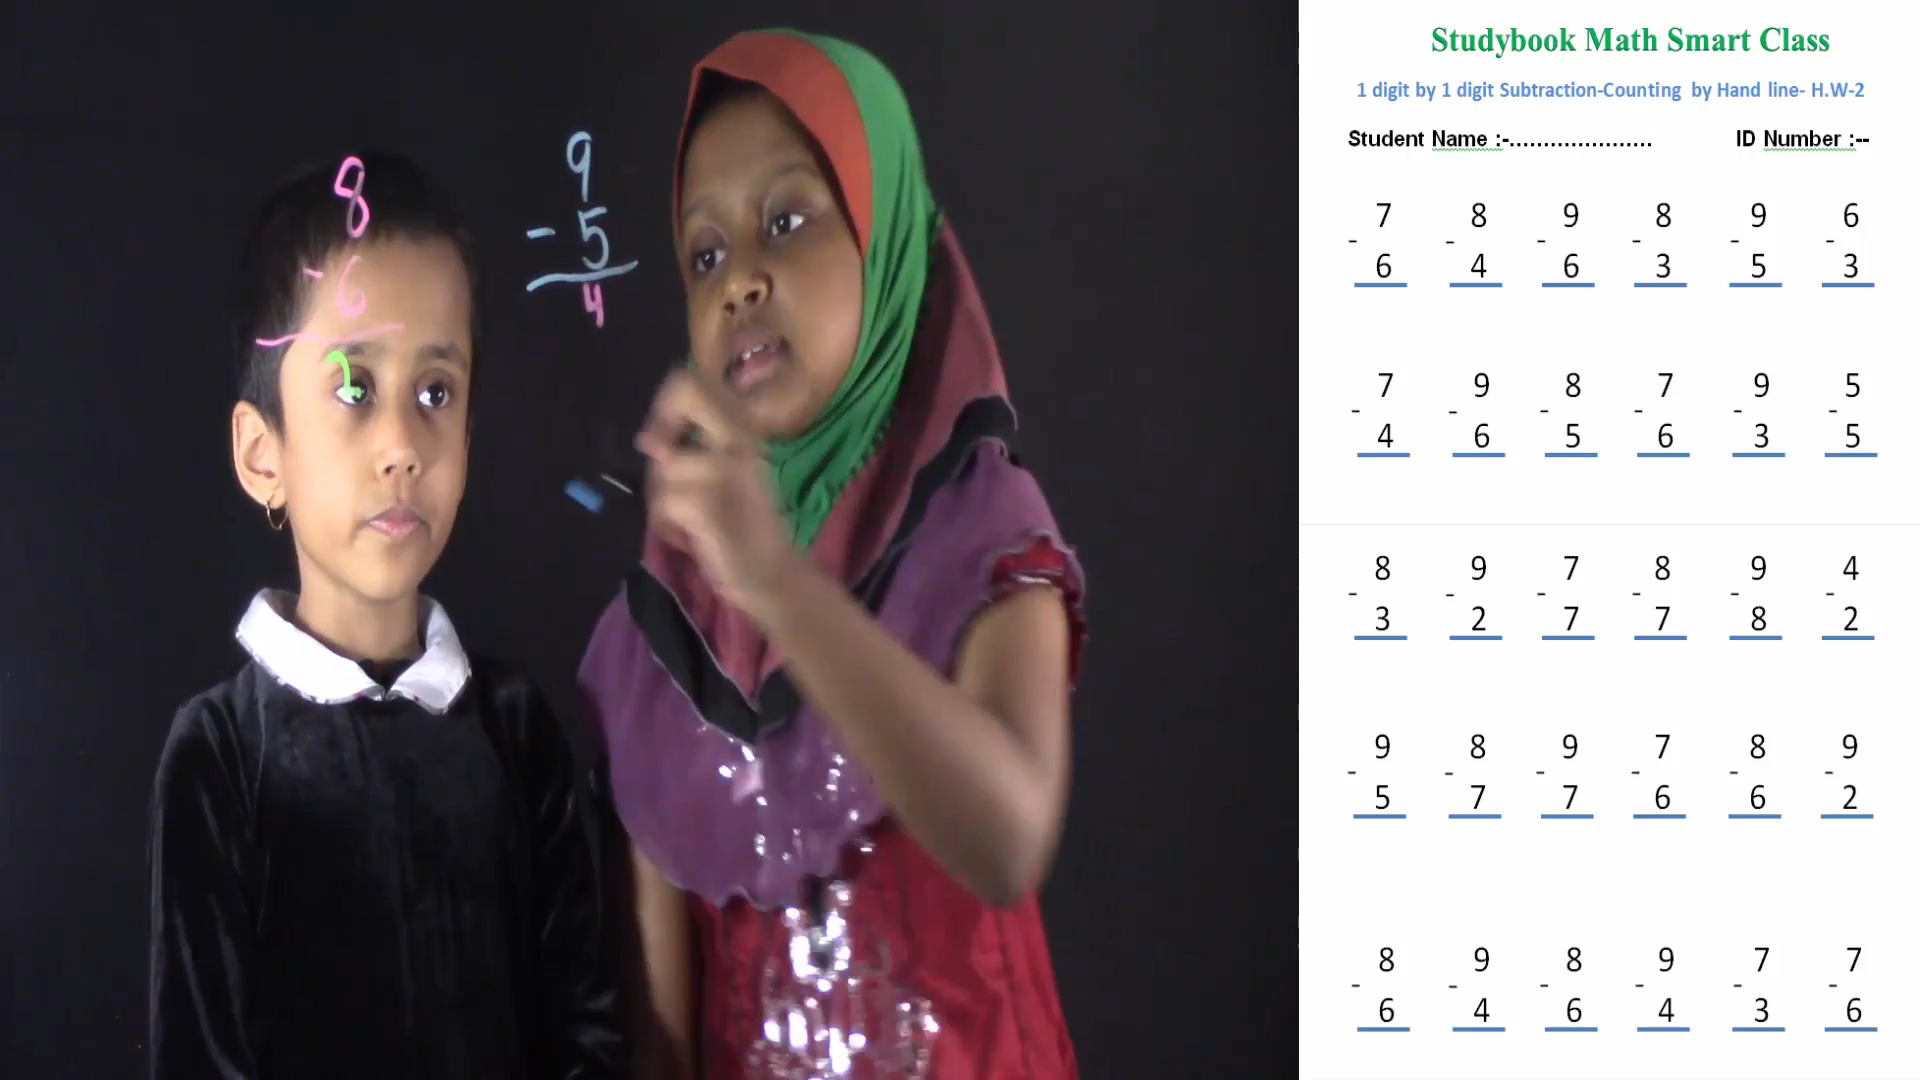 8
- 6
2
9
- 5
4
Studybook Math Smart Class
1 digit by 1 digit Subtraction-Counting by Hand line- H.W-2
Student Name :-..................... ID Number :--
7 8 9 8 9 6
- - - - - -
6 4 6 3 5 3
7 9 8 7 9 5
- - - - - -
4 6 5 6 3 5
8 9 7 8 9 4
- - - - - -
3 2 7 7 8 2
9 8 9 7 8 9
- - - - - -
5 7 7 6 6 2
8 9 8 9 7 7
- - - - - -
6 4 6 4 3 6